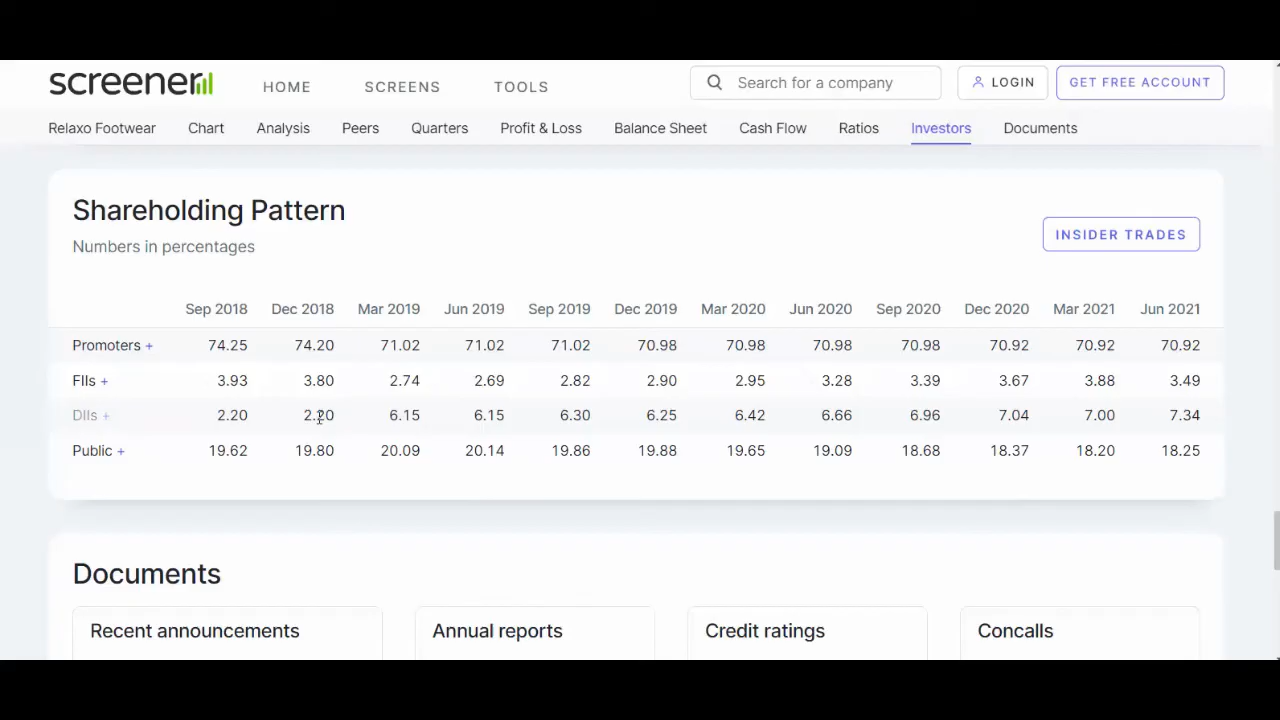 screener HOME SCREENS TOOLS Search for a company LOGIN GET FREE ACCOUNT
Relaxo Footwear Chart Analysis Peers Quarters Profit & Loss Balance Sheet Cash Flow Ratios Investors Documents
Shareholding Pattern
Numbers in percentages
INSIDER TRADES
Sep 2018 Dec 2018 Mar 2019 Jun 2019 Sep 2019 Dec 2019 Mar 2020 Jun 2020 Sep 2020 Dec 2020 Mar 2021 Jun 2021
Promoters + 74.25 74.20 71.02 71.02 71.02 70.98 70.98 70.98 70.98 70.92 70.92 70.92
FIIs + 3.93 3.80 2.74 2.69 2.82 2.90 2.95 3.28 3.39 3.67 3.88 3.49
DIIs + 2.20 2.20 6.15 6.15 6.30 6.25 6.42 6.66 6.96 7.04 7.00 7.34
Public + 19.62 19.80 20.09 20.14 19.86 19.88 19.65 19.09 18.68 18.37 18.20 18.25
Documents
Recent announcements Annual reports Credit ratings Concalls